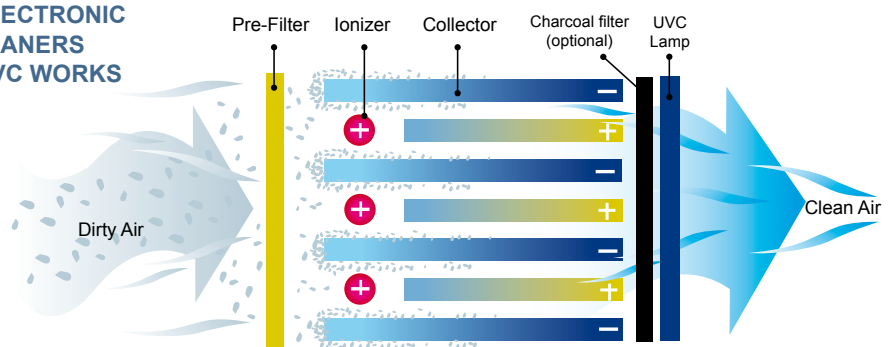 ECTRONIC
ANERS
VC WORKS
Pre-Filter
Ionizer
Collector
Charcoal filter
(optional)
UVC
Lamp
Dirty Air
Clean Air